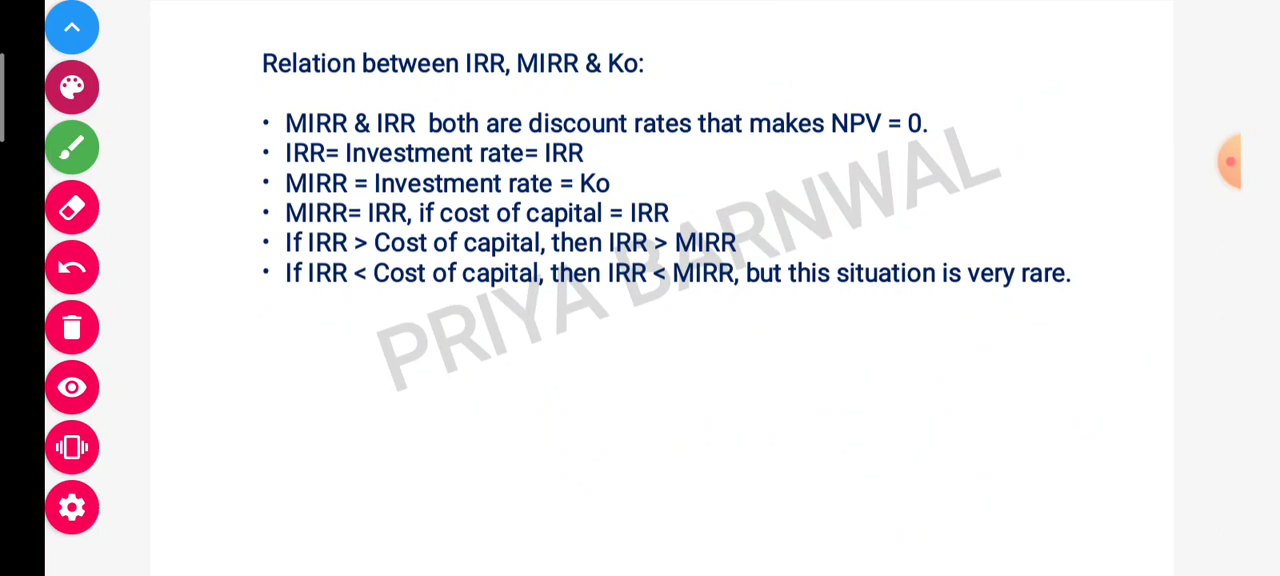 Relation between IRR, MIRR & Ko:
• MIRR & IRR both are discount rates that makes NPV = 0.
• IRR= Investment rate= IRR
• MIRR = Investment rate = Ko
• MIRR= IRR, if cost of capital = IRR
• If IRR > Cost of capital, then IRR > MIRR
• If IRR < Cost of capital, then IRR < MIRR, but this situation is very rare.
PRIYA BARNWAL